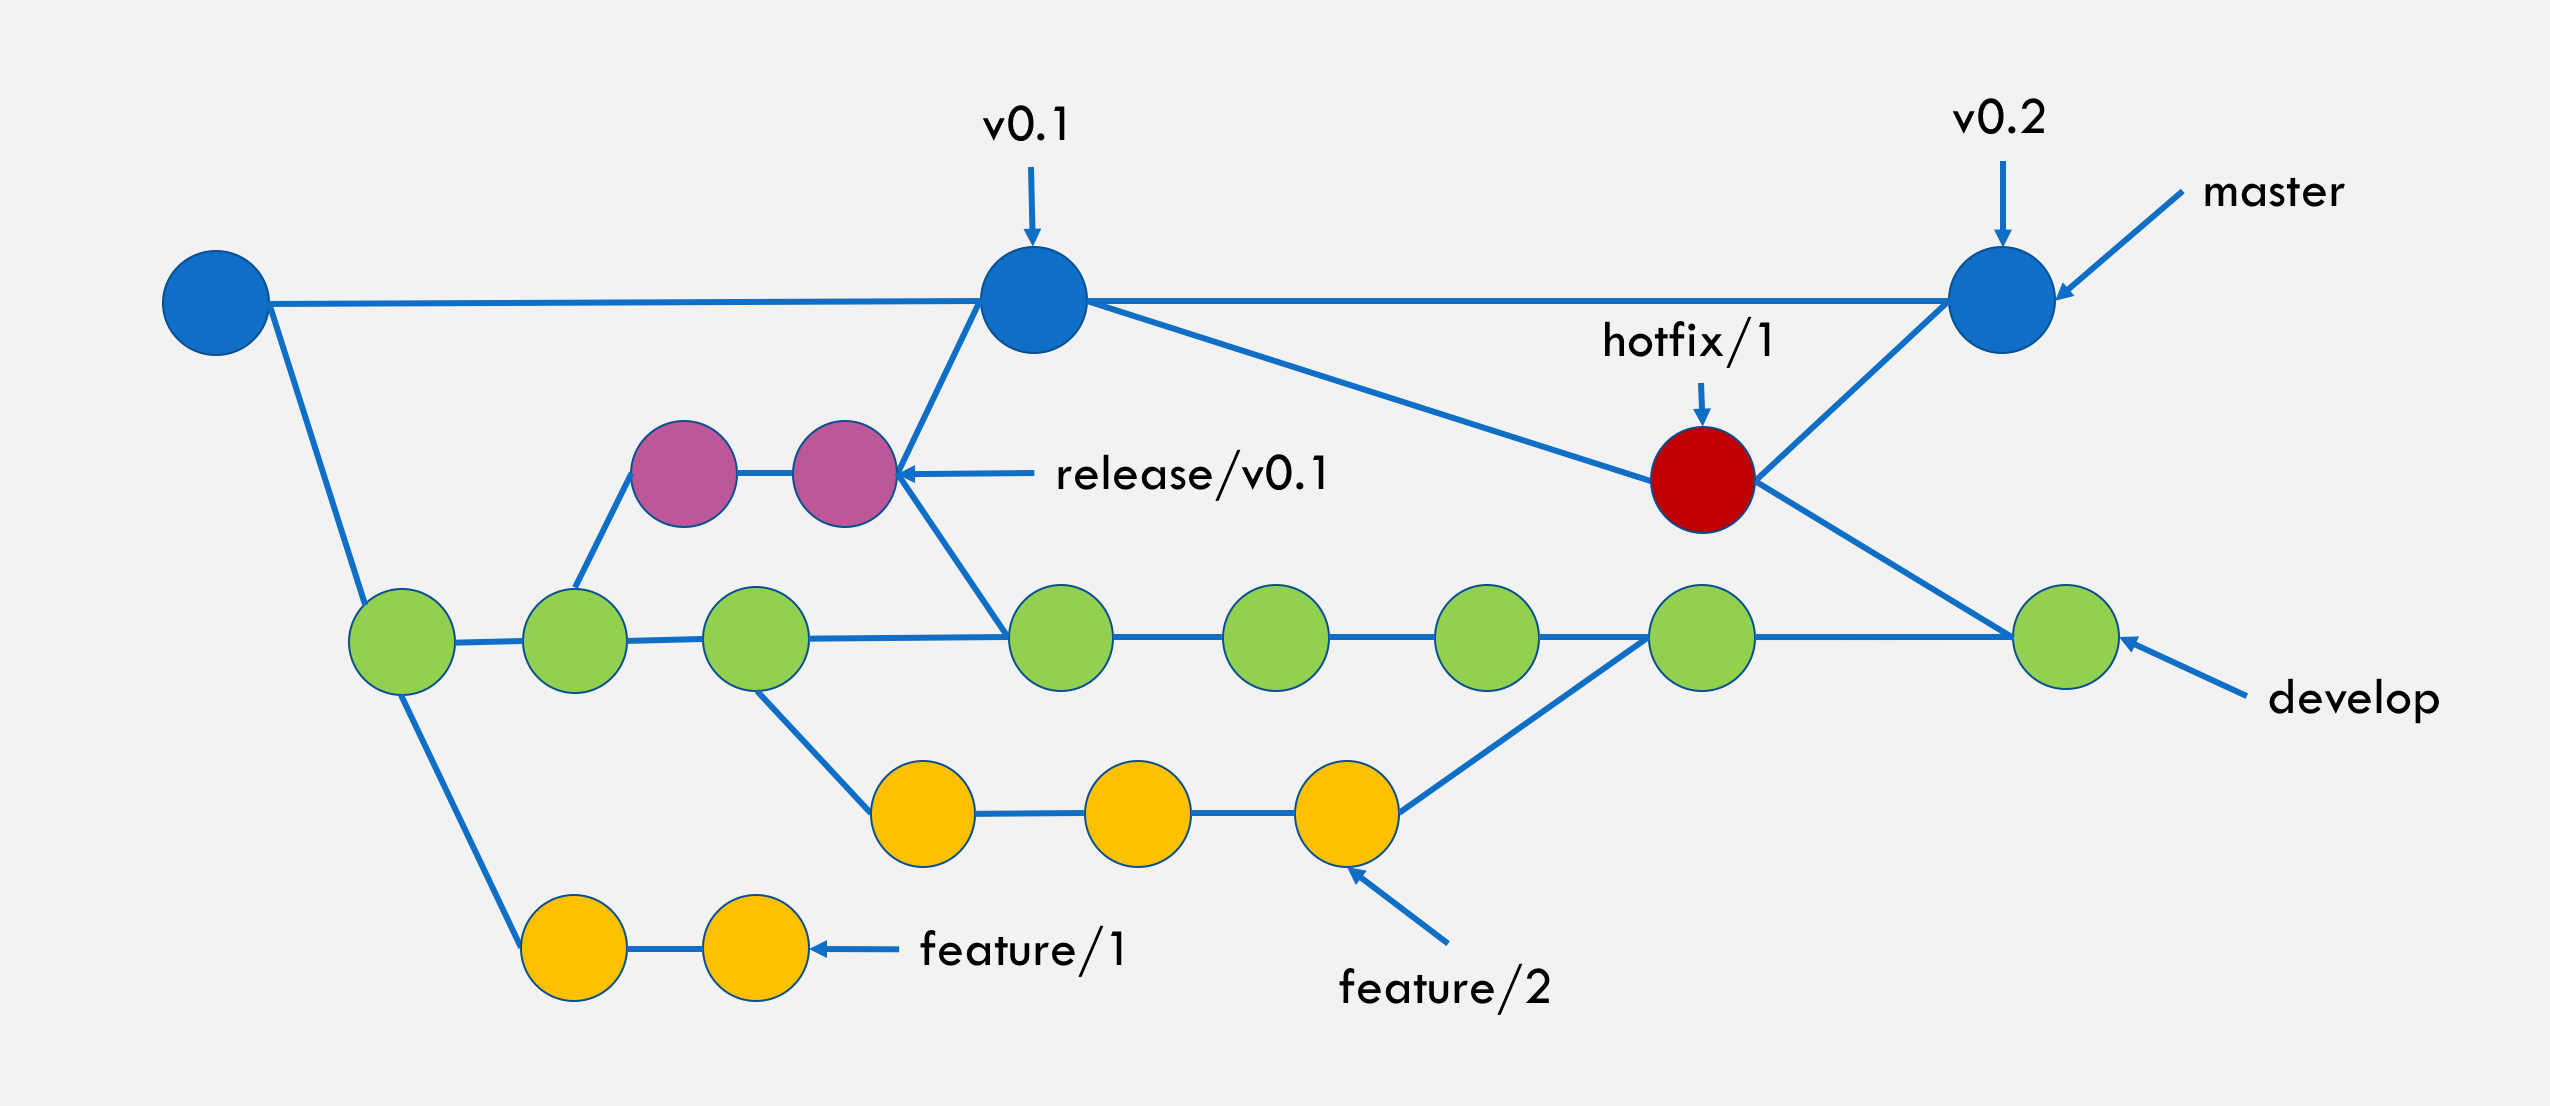 v0.1
v0.2
master
hotfix/1
release/v0.1
develop
feature/1
feature/2